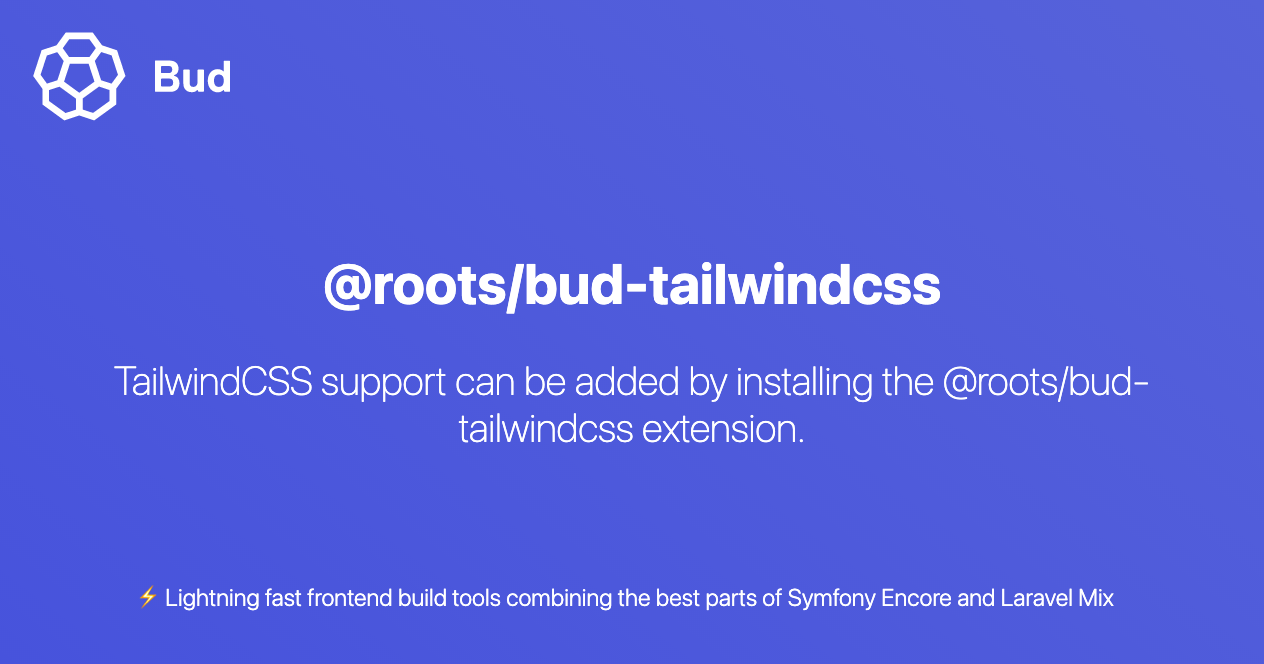 Bud
@roots/bud-tailwindcss
TailwindCSS support can be added by installing the @roots/bud-
tailwindcss extension.
⚡ Lightning fast frontend build tools combining the best parts of Symfony Encore and Laravel Mix